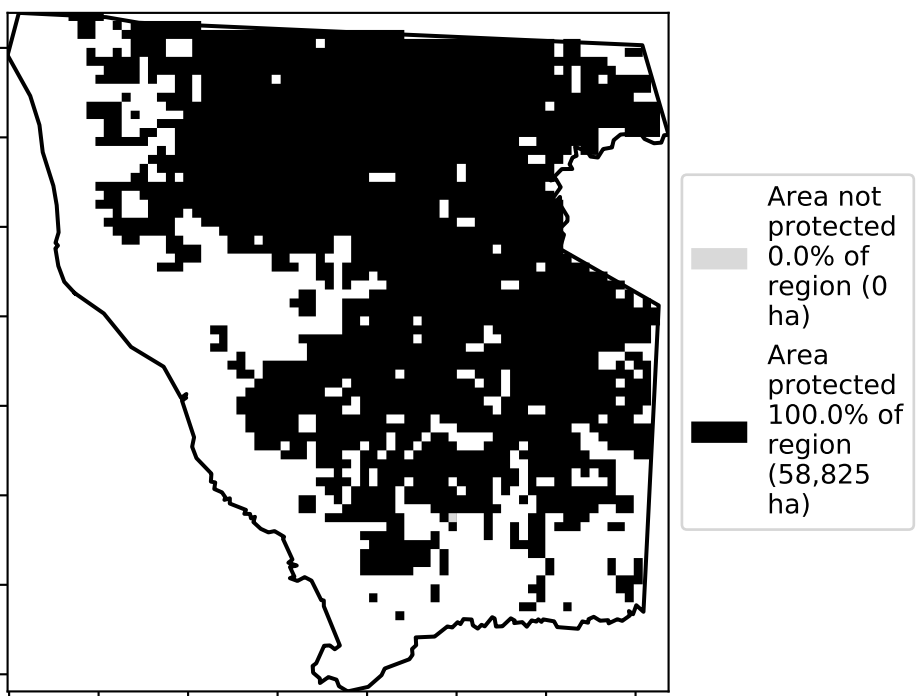 Area not
protected
0.0% of
region (0
ha)
Area
protected
100.0% of
region
(58,825
ha)